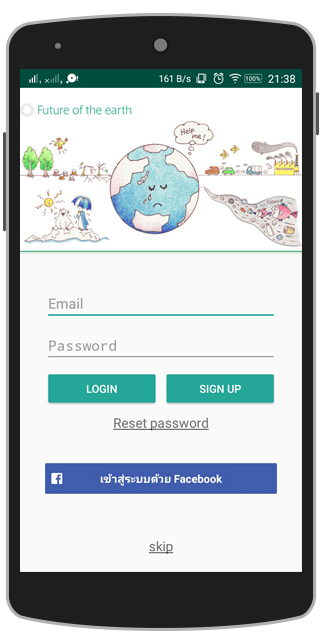 161 B/s 100% 21:38
Future of the earth
Help me!
Email
Password
LOGIN SIGN UP
Reset password
เข้าสู่ระบบด้วย Facebook
skip